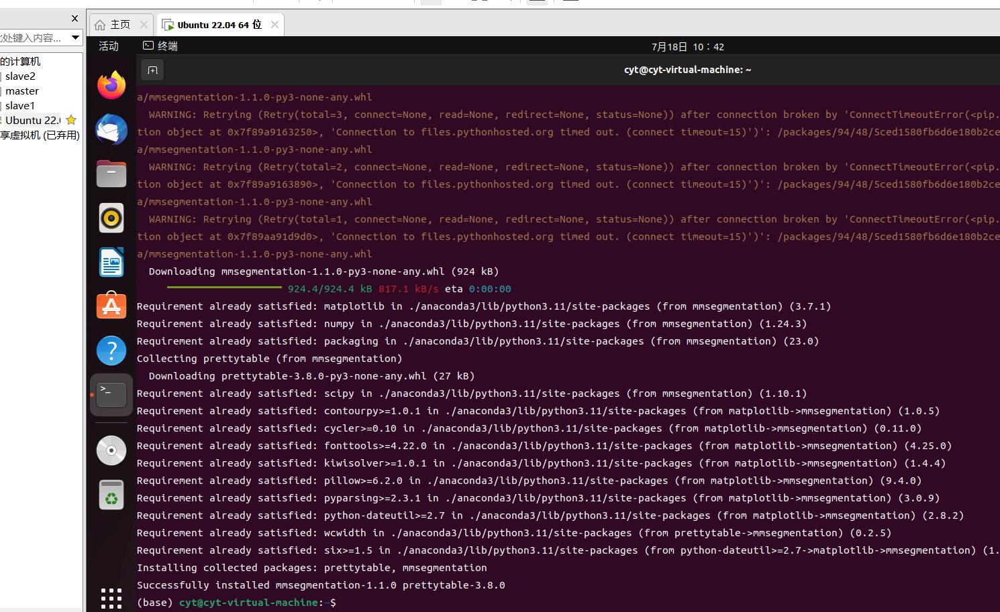 主页
Ubuntu 22.04 64 位
处键入内容...
的计算机
slave2
master
slave1
Ubuntu 22.
享虚拟机 (已弃用)
活动
终端
7月18日 10：42
cyt@cyt-virtual-machine: ~
a/mmsegmentation-1.1.0-py3-none-any.whl
WARNING: Retrying (Retry(total=3, connect=None, read=None, redirect=None, status=None)) after connection broken by 'ConnectTimeoutError(<pip.
tion object at 0x7f89a9163250>, 'Connection to files.pythonhosted.org timed out. (connect timeout=15)')': /packages/94/48/5ced1580fb6d6e180b2ce
a/mmsegmentation-1.1.0-py3-none-any.whl
WARNING: Retrying (Retry(total=2, connect=None, read=None, redirect=None, status=None)) after connection broken by 'ConnectTimeoutError(<pip.
tion object at 0x7f89a9163890>, 'Connection to files.pythonhosted.org timed out. (connect timeout=15)')': /packages/94/48/5ced1580fb6d6e180b2ce
a/mmsegmentation-1.1.0-py3-none-any.whl
WARNING: Retrying (Retry(total=1, connect=None, read=None, redirect=None, status=None)) after connection broken by 'ConnectTimeoutError(<pip.
tion object at 0x7f89aa91d9d0>, 'Connection to files.pythonhosted.org timed out. (connect timeout=15)')': /packages/94/48/5ced1580fb6d6e180b2ce
a/mmsegmentation-1.1.0-py3-none-any.whl
Downloading mmsegmentation-1.1.0-py3-none-any.whl (924 kB)
924.4/924.4 kB 817.1 kB/s eta 0:00:00
Requirement already satisfied: matplotlib in ./anaconda3/lib/python3.11/site-packages (from mmsegmentation) (3.7.1)
Requirement already satisfied: numpy in ./anaconda3/lib/python3.11/site-packages (from mmsegmentation) (1.24.3)
Requirement already satisfied: packaging in ./anaconda3/lib/python3.11/site-packages (from mmsegmentation) (23.0)
Collecting prettytable (from mmsegmentation)
Downloading prettytable-3.8.0-py3-none-any.whl (27 kB)
Requirement already satisfied: scipy in ./anaconda3/lib/python3.11/site-packages (from mmsegmentation) (1.10.1)
Requirement already satisfied: contourpy>=1.0.1 in ./anaconda3/lib/python3.11/site-packages (from matplotlib->mmsegmentation) (1.0.5)
Requirement already satisfied: cycler>=0.10 in ./anaconda3/lib/python3.11/site-packages (from matplotlib->mmsegmentation) (0.11.0)
Requirement already satisfied: fonttools>=4.22.0 in ./anaconda3/lib/python3.11/site-packages (from matplotlib->mmsegmentation) (4.25.0)
Requirement already satisfied: kiwisolver>=1.0.1 in ./anaconda3/lib/python3.11/site-packages (from matplotlib->mmsegmentation) (1.4.4)
Requirement already satisfied: pillow>=6.2.0 in ./anaconda3/lib/python3.11/site-packages (from matplotlib->mmsegmentation) (9.4.0)
Requirement already satisfied: pyparsing>=2.3.1 in ./anaconda3/lib/python3.11/site-packages (from matplotlib->mmsegmentation) (3.0.9)
Requirement already satisfied: python-dateutil>=2.7 in ./anaconda3/lib/python3.11/site-packages (from matplotlib->mmsegmentation) (2.8.2)
Requirement already satisfied: wcwidth in ./anaconda3/lib/python3.11/site-packages (from prettytable->mmsegmentation) (0.2.5)
Requirement already satisfied: six>=1.5 in ./anaconda3/lib/python3.11/site-packages (from python-dateutil>=2.7->matplotlib->mmsegmentation) (1.
Installing collected packages: prettytable, mmsegmentation
Successfully installed mmsegmentation-1.1.0 prettytable-3.8.0
(base) cyt@cyt-virtual-machine:~$